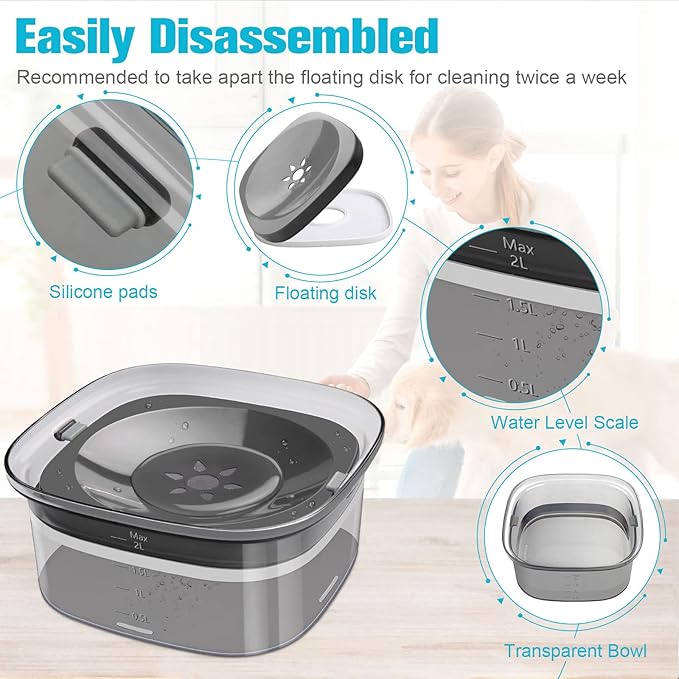 Easily Disassembled
Recommended to take apart the floating disk for cleaning twice a week
Silicone pads
Floating disk
Max
2L
1.5L
1L
0.5L
Water Level Scale
Max
2L
1.5L
1L
0.5L
Transparent Bowl